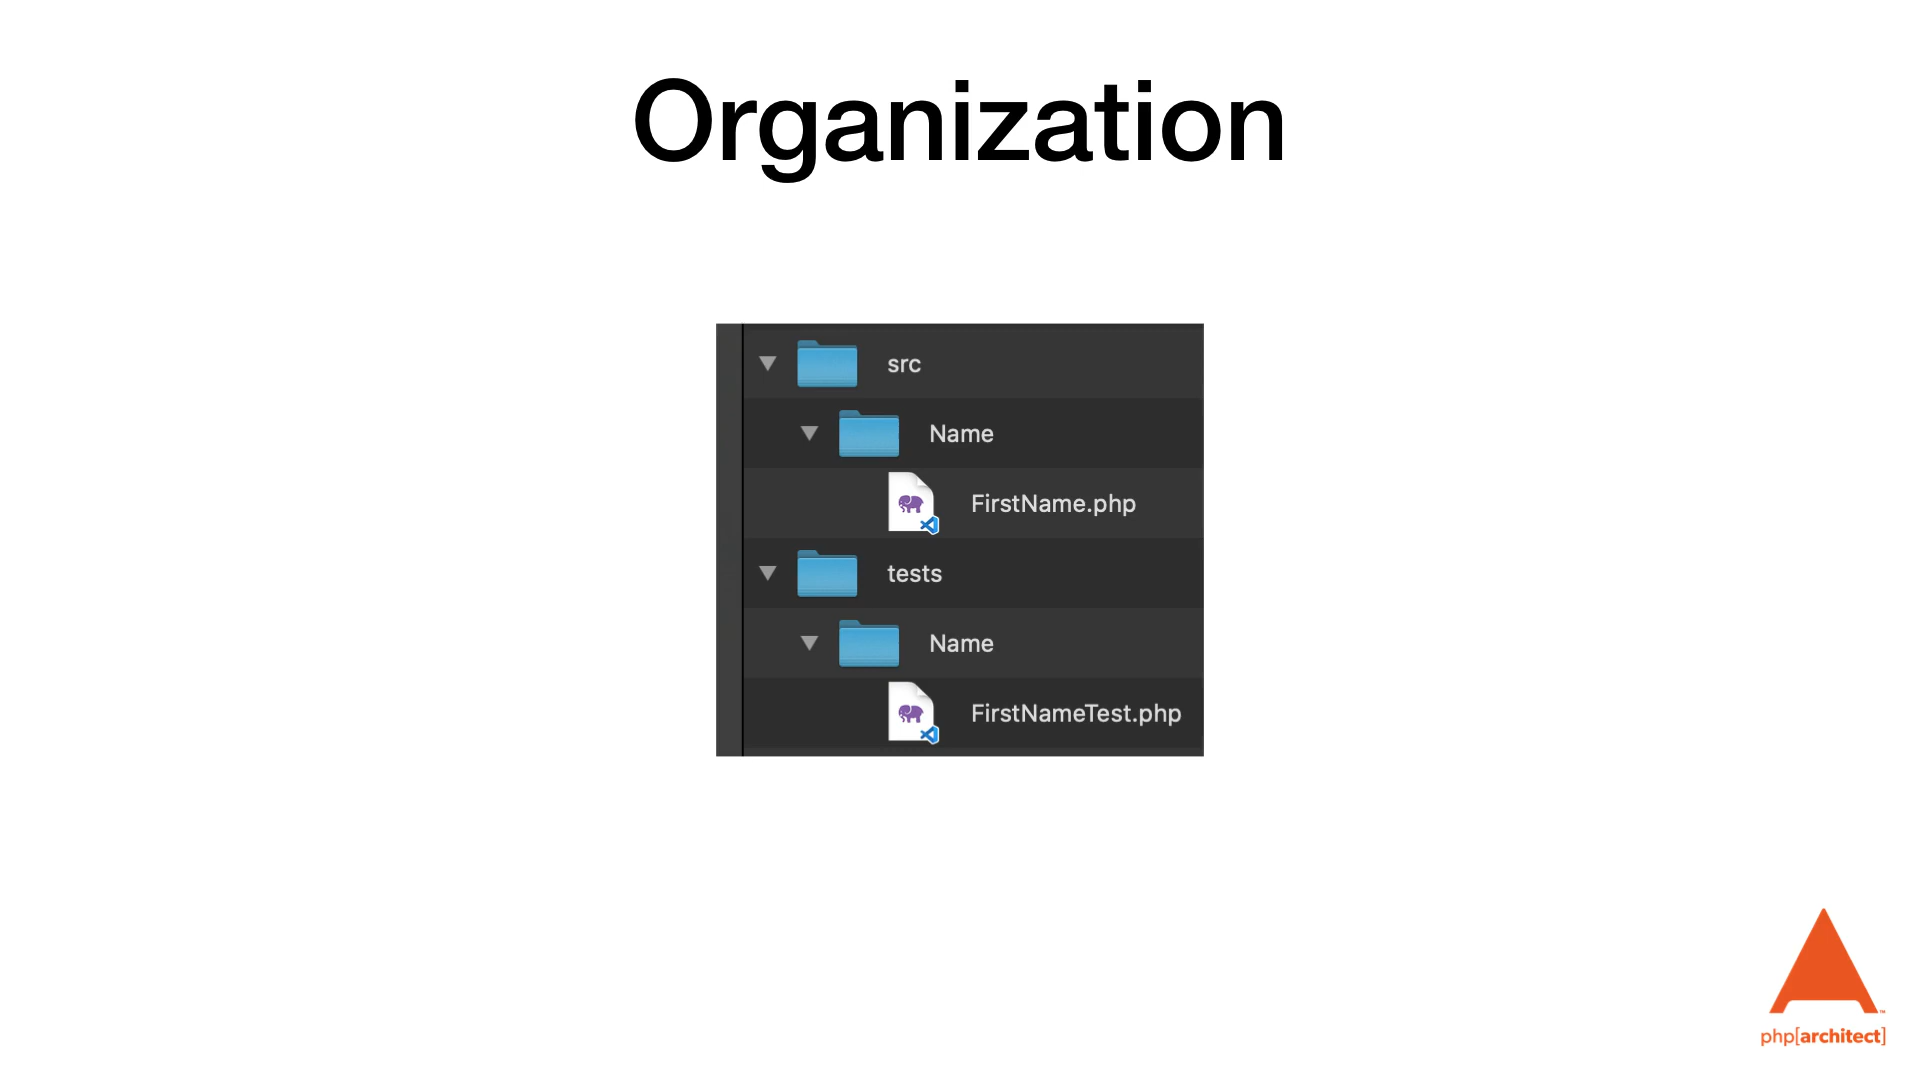 Organization
src
Name
FirstName.php
tests
Name
FirstNameTest.php
php[architect]